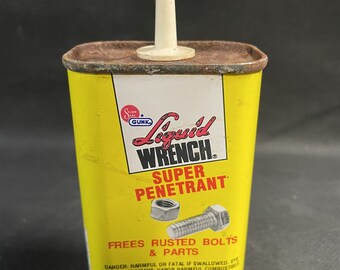 GUNK
Liquid
WRENCH®
SUPER
PENETRANT
FREES RUSTED BOLTS
& PARTS
DANGER: HARMFUL OR FATAL IF SWALLOWED.